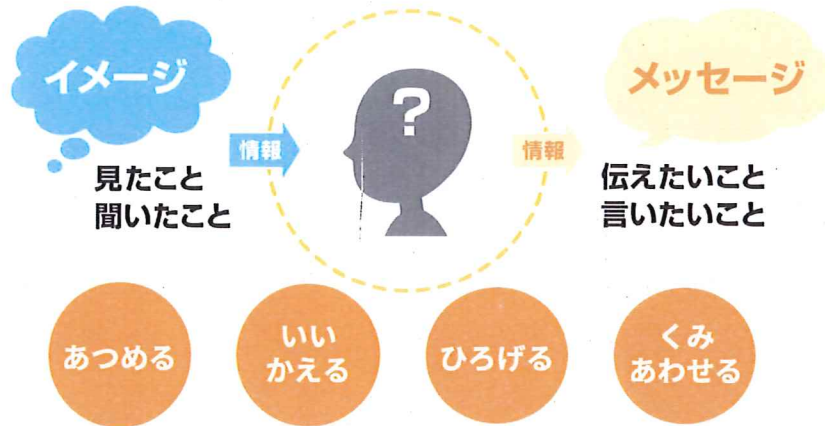 イメージ
メッセージ
?
情報
情報
見たこと
聞いたこと
伝えたいこと
言いたいこと
あつめる
いい
かえる
ひろげる
くみ
あわせる